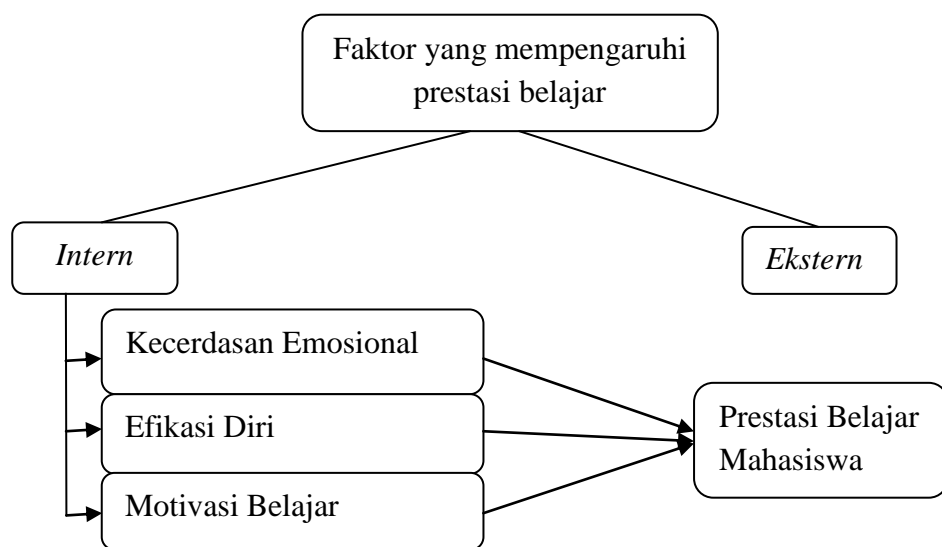 Faktor yang mempengaruhi
prestasi belajar
Intern
Ekstern
Kecerdasan Emosional
Efikasi Diri
Motivasi Belajar
Prestasi Belajar
Mahasiswa